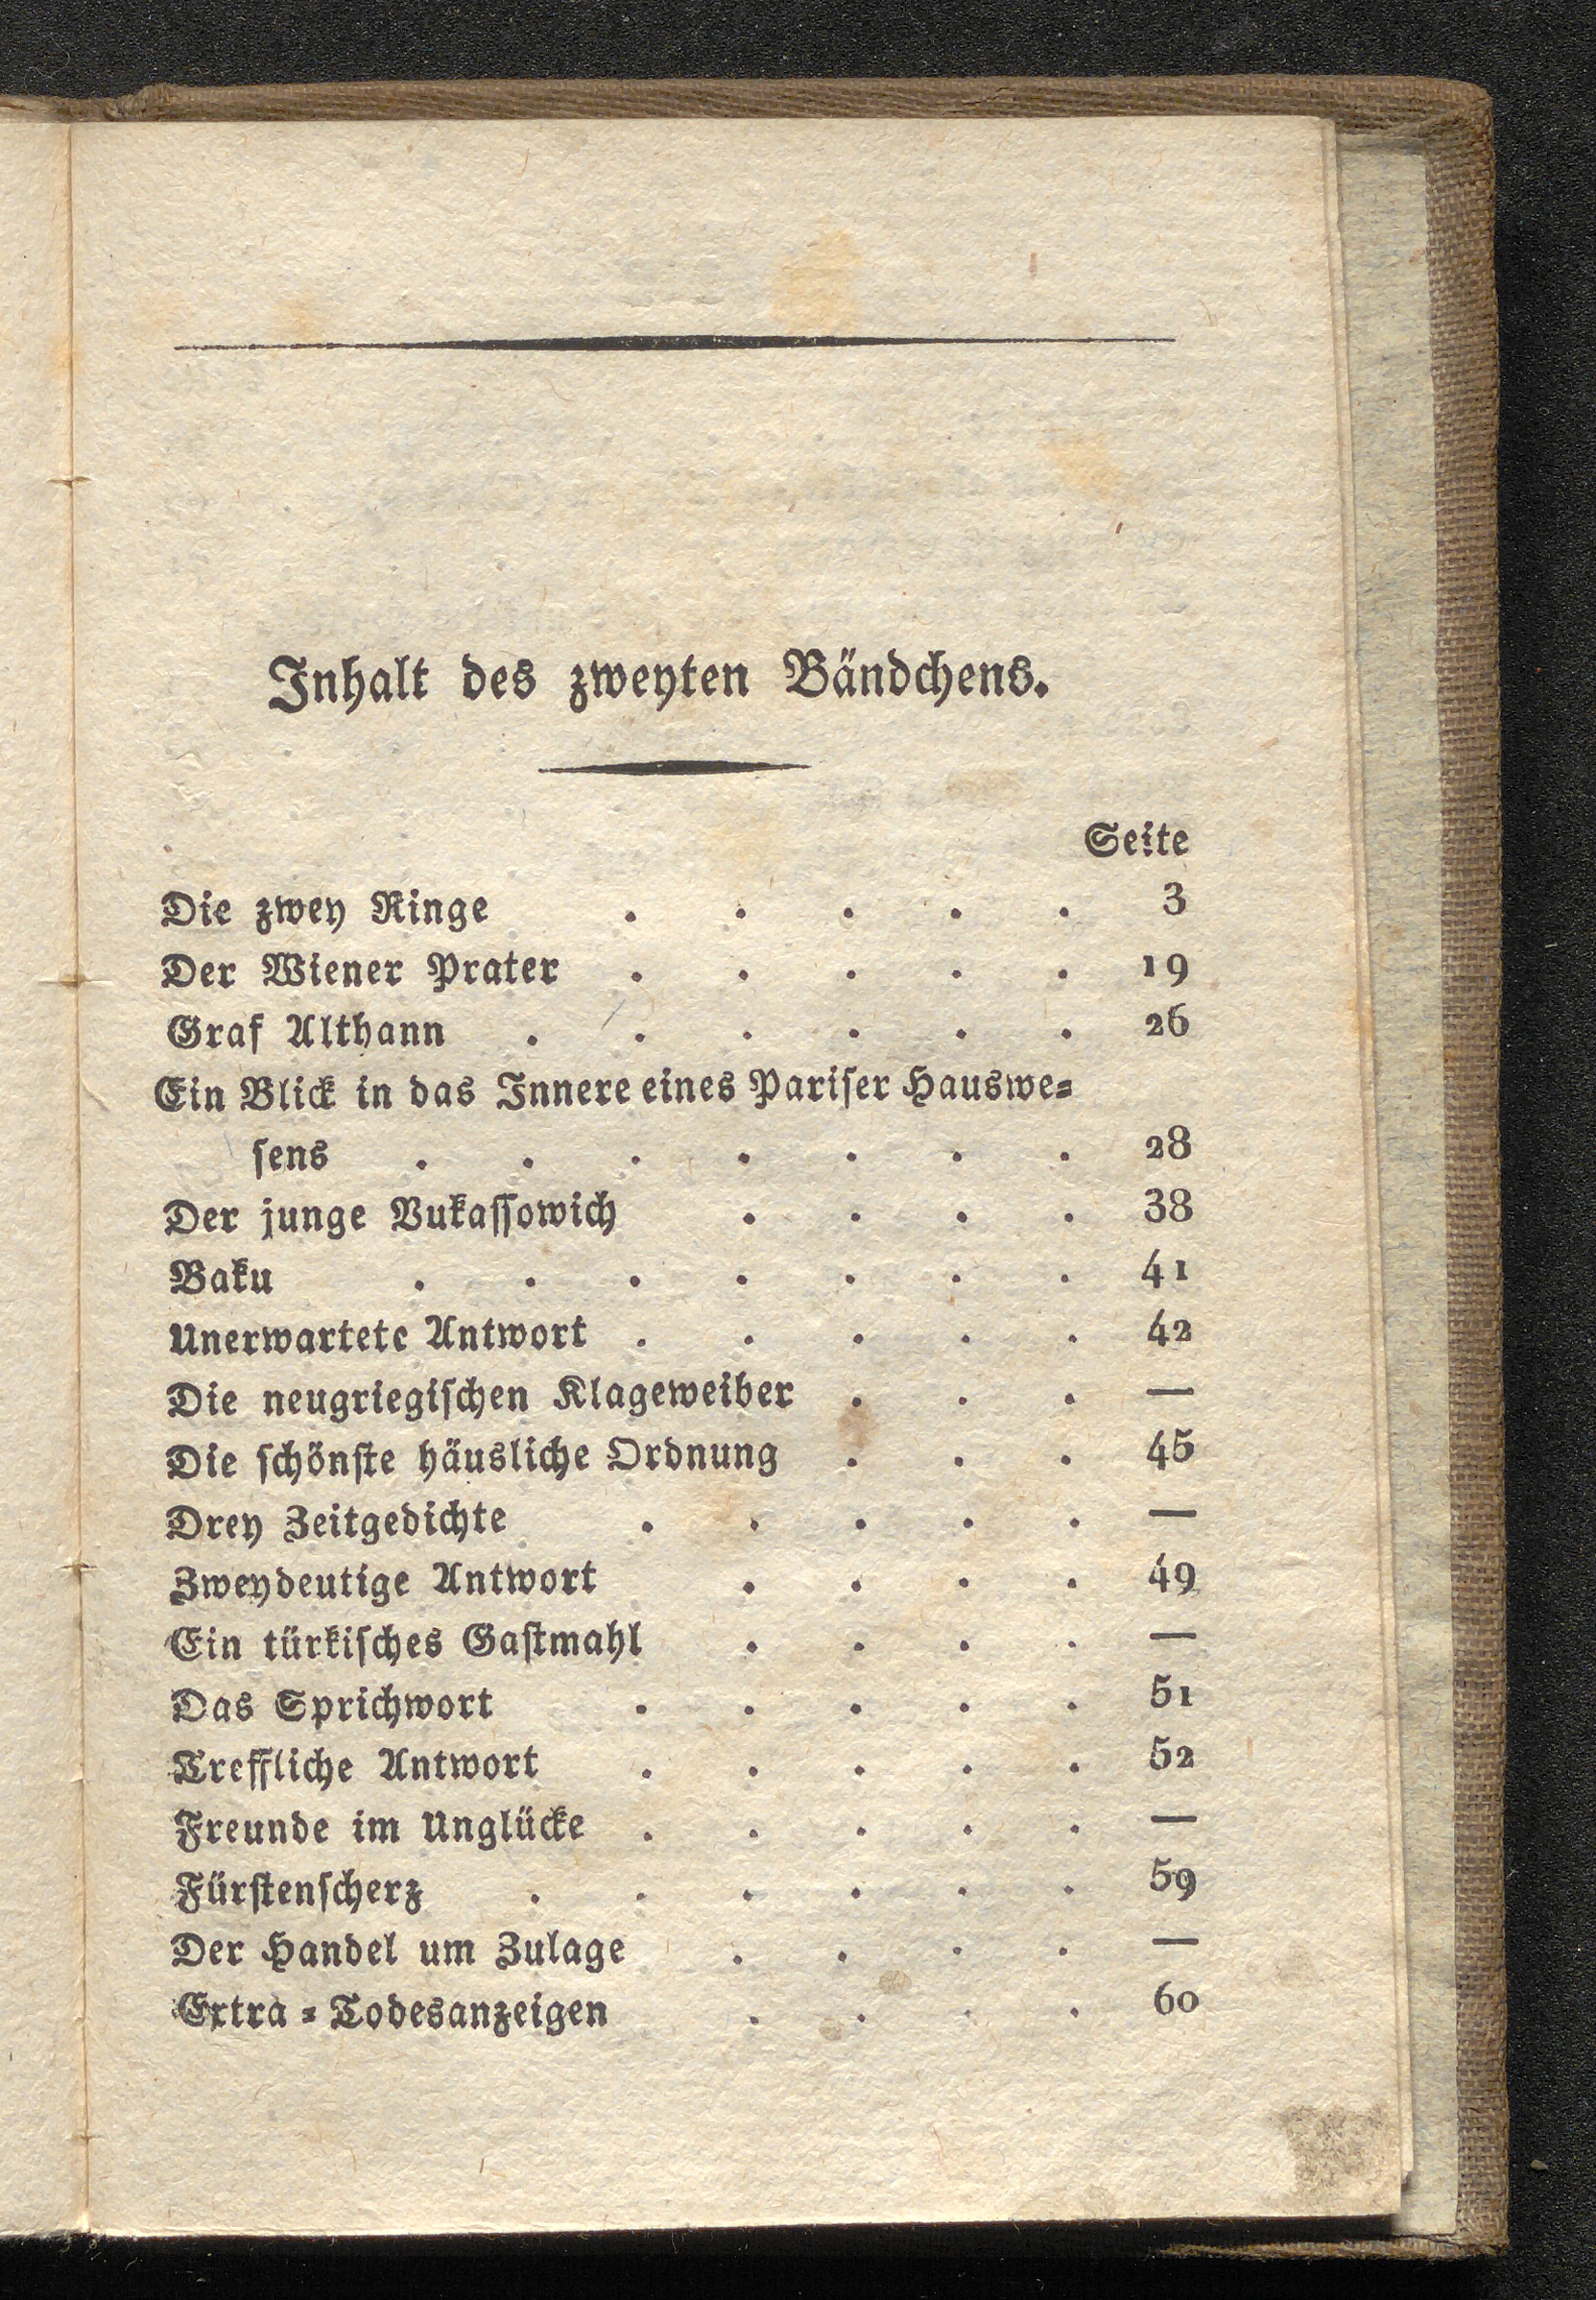 Inhalt des zweyten Bändchens.
Seite
Die zwey Ringe . . . . . 3
Der Wiener Prater . . . . . 19
Graf Althann . . . . . . 26
Ein Blick in das Innere eines Pariser Hauswe-
sens . . . . . . . 28
Der junge Vukassowich . . . . 38
Baku . . . . . . . 41
Unerwartete Antwort . . . . . 42
Die neugriegischen Klageweiber . . . —
Die schönste häusliche Ordnung . . . 45
Drey Zeitgedichte . . . . . —
Zweydeutige Antwort . . . . 49
Ein türkisches Gastmahl . . . . —
Das Sprichwort . . . . . 51
Treffliche Antwort . . . . . 52
Freunde im Unglücke . . . . . —
Fürstenscherz . . . . . . 59
Der Handel um Zulage . . . . —
Extra-Todesanzeigen . . . . 60